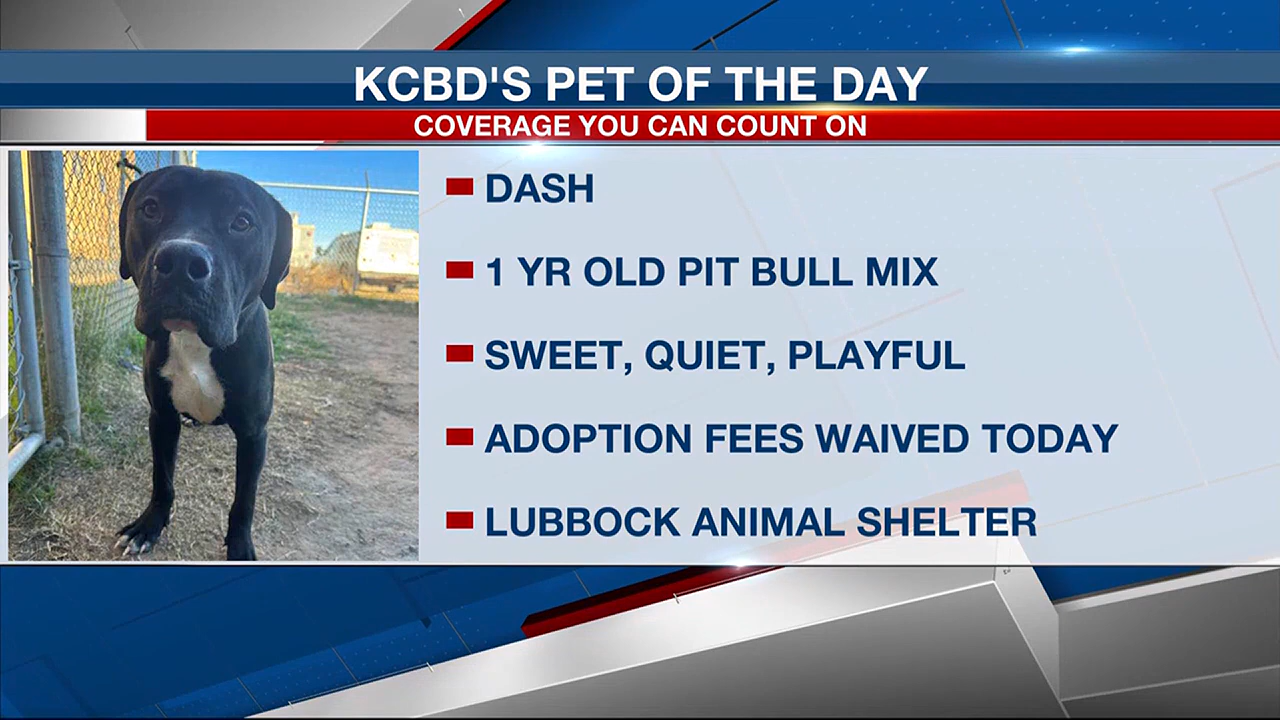 KCBD'S PET OF THE DAY
COVERAGE YOU CAN COUNT ON
DASH
1 YR OLD PIT BULL MIX
SWEET, QUIET, PLAYFUL
ADOPTION FEES WAIVED TODAY
LUBBOCK ANIMAL SHELTER